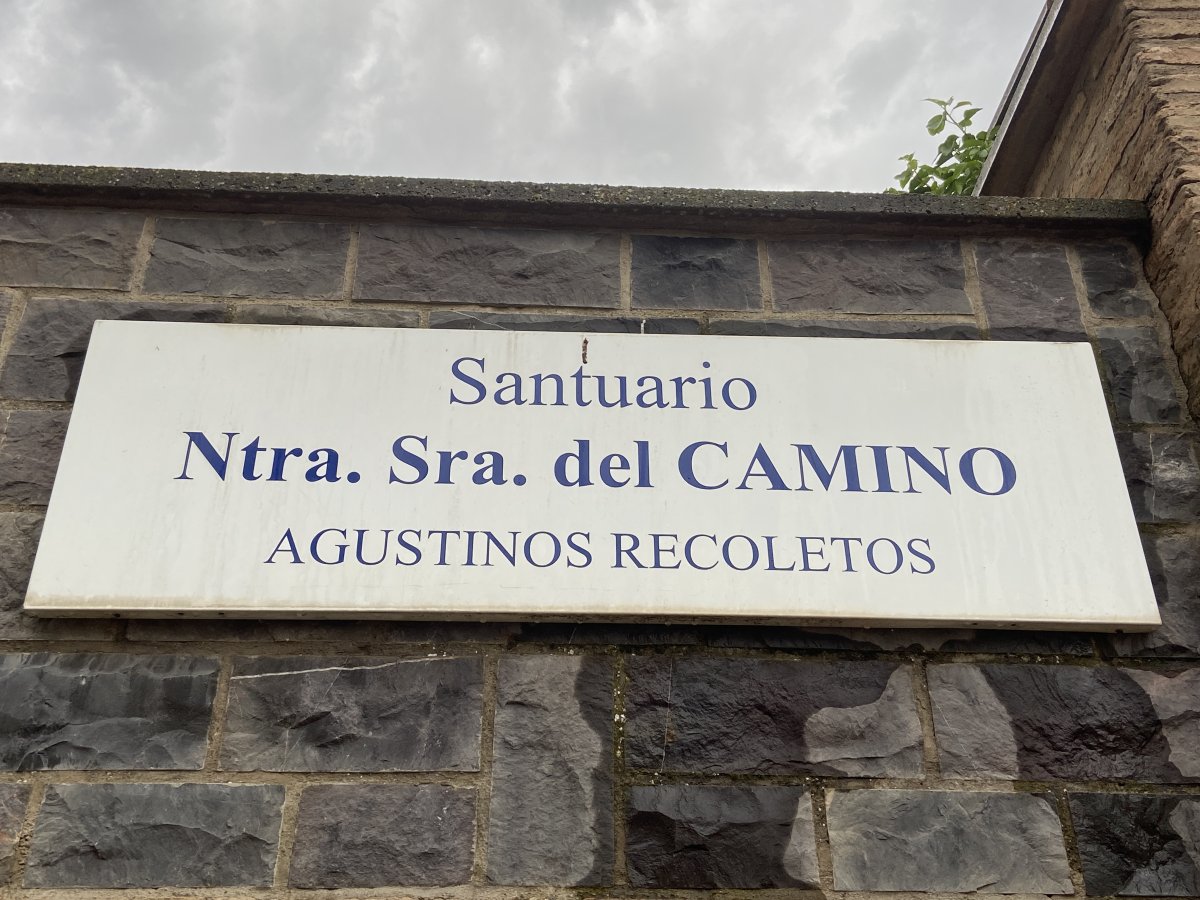 Santuario
Ntra. Sra. del CAMINO
AGUSTINOS RECOLETOS